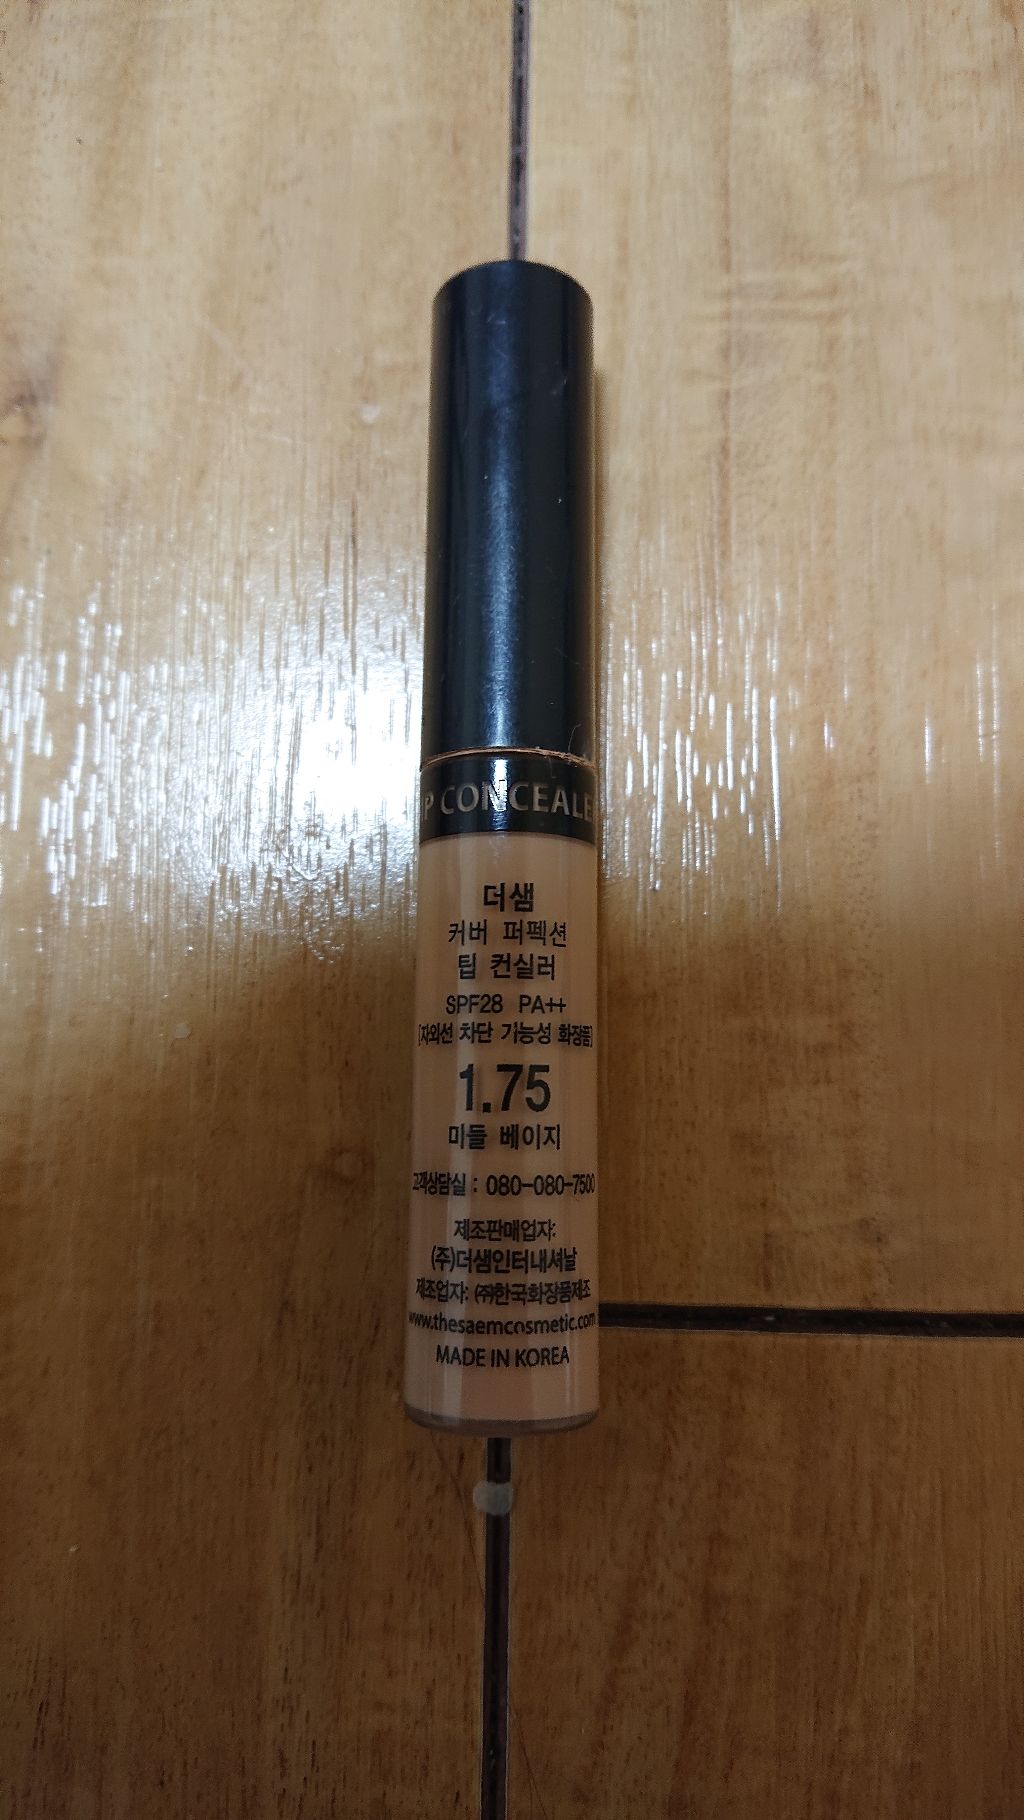 P CONCEALE
더샘
커버 퍼펙션
팁 컨실러
SPF28 PA++
[자외선 차단 기능성 화장품]
1.75
미들 베이지
고객상담실 : 080-080-7500
제조판매업자:
(주)더샘인터내셔날
제조업자: ㈜한국화장품제조
www.thesaemcosmetic.com
MADE IN KOREA